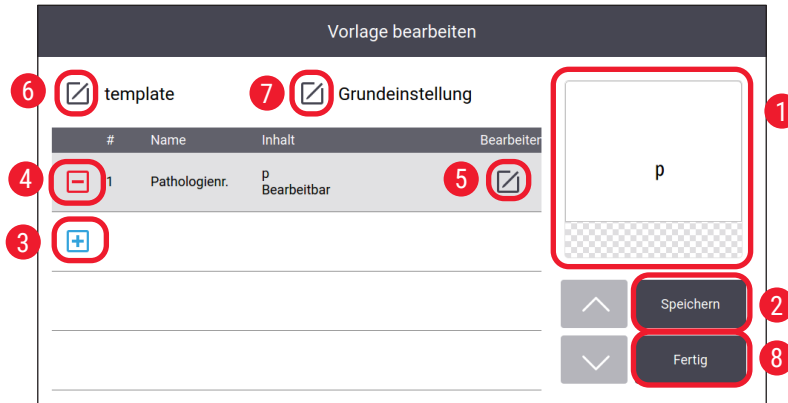 Vorlage bearbeiten
6 template 7 Grundeinstellung
1
# Name Inhalt Bearbeiten
4 1 Pathologienr. p 5
Bearbeitbar
p
3
Speichern 2
Fertig 8